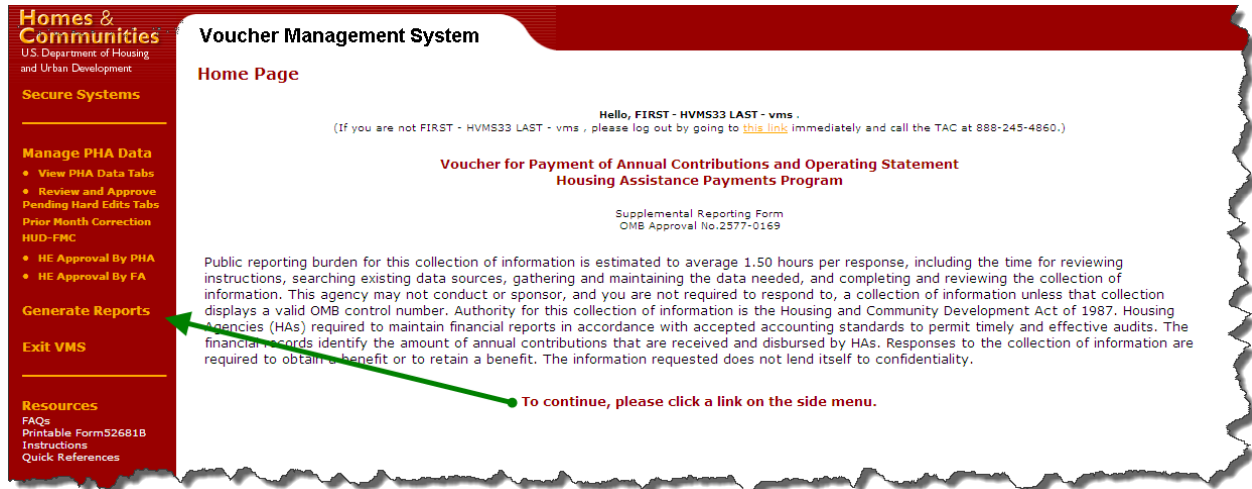 Homes &
Communities
U.S. Department of Housing
and Urban Development
Secure Systems
Manage PHA Data
• View PHA Data Tabs
• Review and Approve
Pending Hard Edits Tabs
Prior Month Correction
HUD-FMC
• HE Approval By PHA
• HE Approval By FA
Generate Reports
Exit VMS
Resources
FAQs
Printable Form52681B
Instructions
Quick References
Voucher Management System
Home Page
Hello, FIRST - HVMS33 LAST - vms .
(If you are not FIRST - HVMS33 LAST - vms , please log out by going to this link immediately and call the TAC at 888-245-4860.)
Voucher for Payment of Annual Contributions and Operating Statement
Housing Assistance Payments Program
Supplemental Reporting Form
OMB Approval No.2577-0169
Public reporting burden for this collection of information is estimated to average 1.50 hours per response, including the time for reviewing
instructions, searching existing data sources, gathering and maintaining the data needed, and completing and reviewing the collection of
information. This agency may not conduct or sponsor, and you are not required to respond to, a collection of information unless that collection
displays a valid OMB control number. Authority for this collection of information is the Housing and Community Development Act of 1987. Housing
Agencies (HAs) required to maintain financial reports in accordance with accepted accounting standards to permit timely and effective audits. The
financial records identify the amount of annual contributions that are received and disbursed by HAs. Responses to the collection of information are
required to obtain a benefit or to retain a benefit. The information requested does not lend itself to confidentiality.
To continue, please click a link on the side menu.